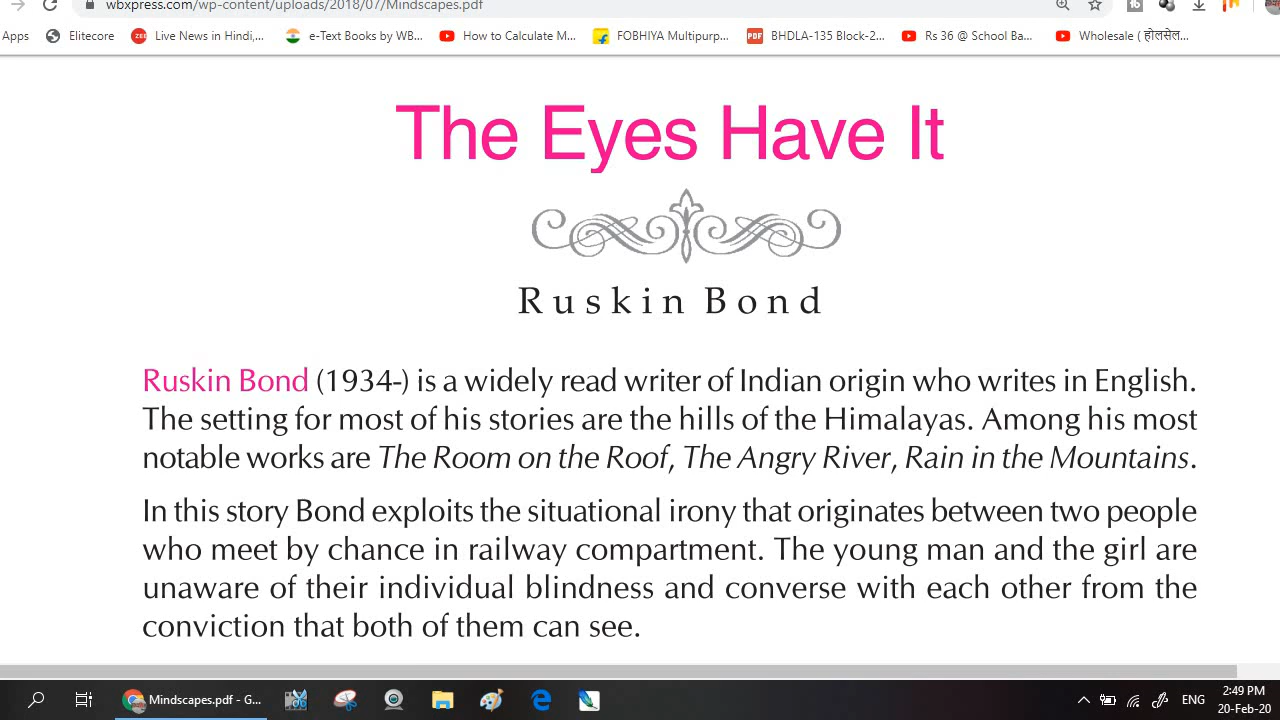 wbxpress.com/wp-content/uploads/2018/07/Mindscapes.pdf
Apps Elitecore Live News in Hindi,... e-Text Books by WB... How to Calculate M... FOBHIYA Multipurp... BHDLA-135 Block-2... Rs 36 @ School Ba... Wholesale ( होलसेल...
The Eyes Have It
Ruskin Bond
Ruskin Bond (1934-) is a widely read writer of Indian origin who writes in English.
The setting for most of his stories are the hills of the Himalayas. Among his most
notable works are The Room on the Roof, The Angry River, Rain in the Mountains.
In this story Bond exploits the situational irony that originates between two people
who meet by chance in railway compartment. The young man and the girl are
unaware of their individual blindness and converse with each other from the
conviction that both of them can see.
Mindscapes.pdf - G... ENG 2:49 PM
20-Feb-20